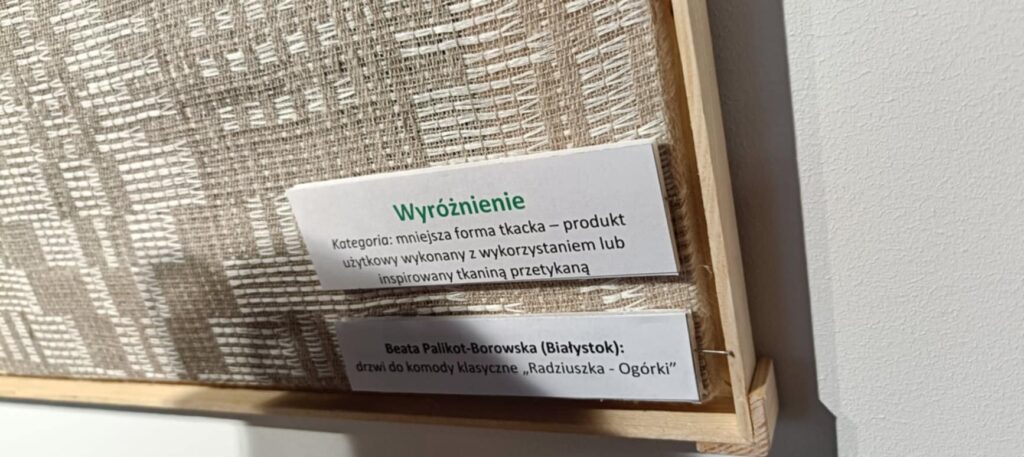 Wyróżnienie
Kategoria: mniejsza forma tkacka – produkt
użytkowy wykonany z wykorzystaniem lub
inspirowany tkaniną przetykaną
Beata Palikot-Borowska (Białystok):
drzwi do komody klasyczne „Radziuszka - Ogórki”